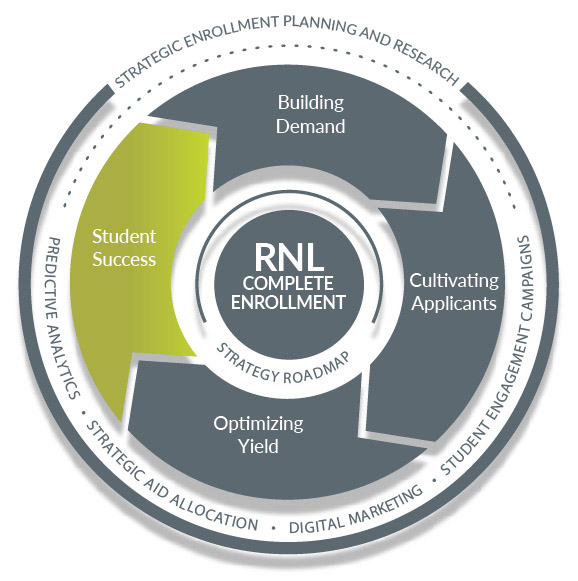 STRATEGIC ENROLLMENT PLANNING AND RESEARCH
Building
Demand
Student
Success
Cultivating
Applicants
RNL
COMPLETE
ENROLLMENT
STRATEGY ROADMAP
Optimizing
Yield
PREDICTIVE ANALYTICS • STRATEGIC AID ALLOCATION • DIGITAL MARKETING • STUDENT ENGAGEMENT CAMPAIGNS